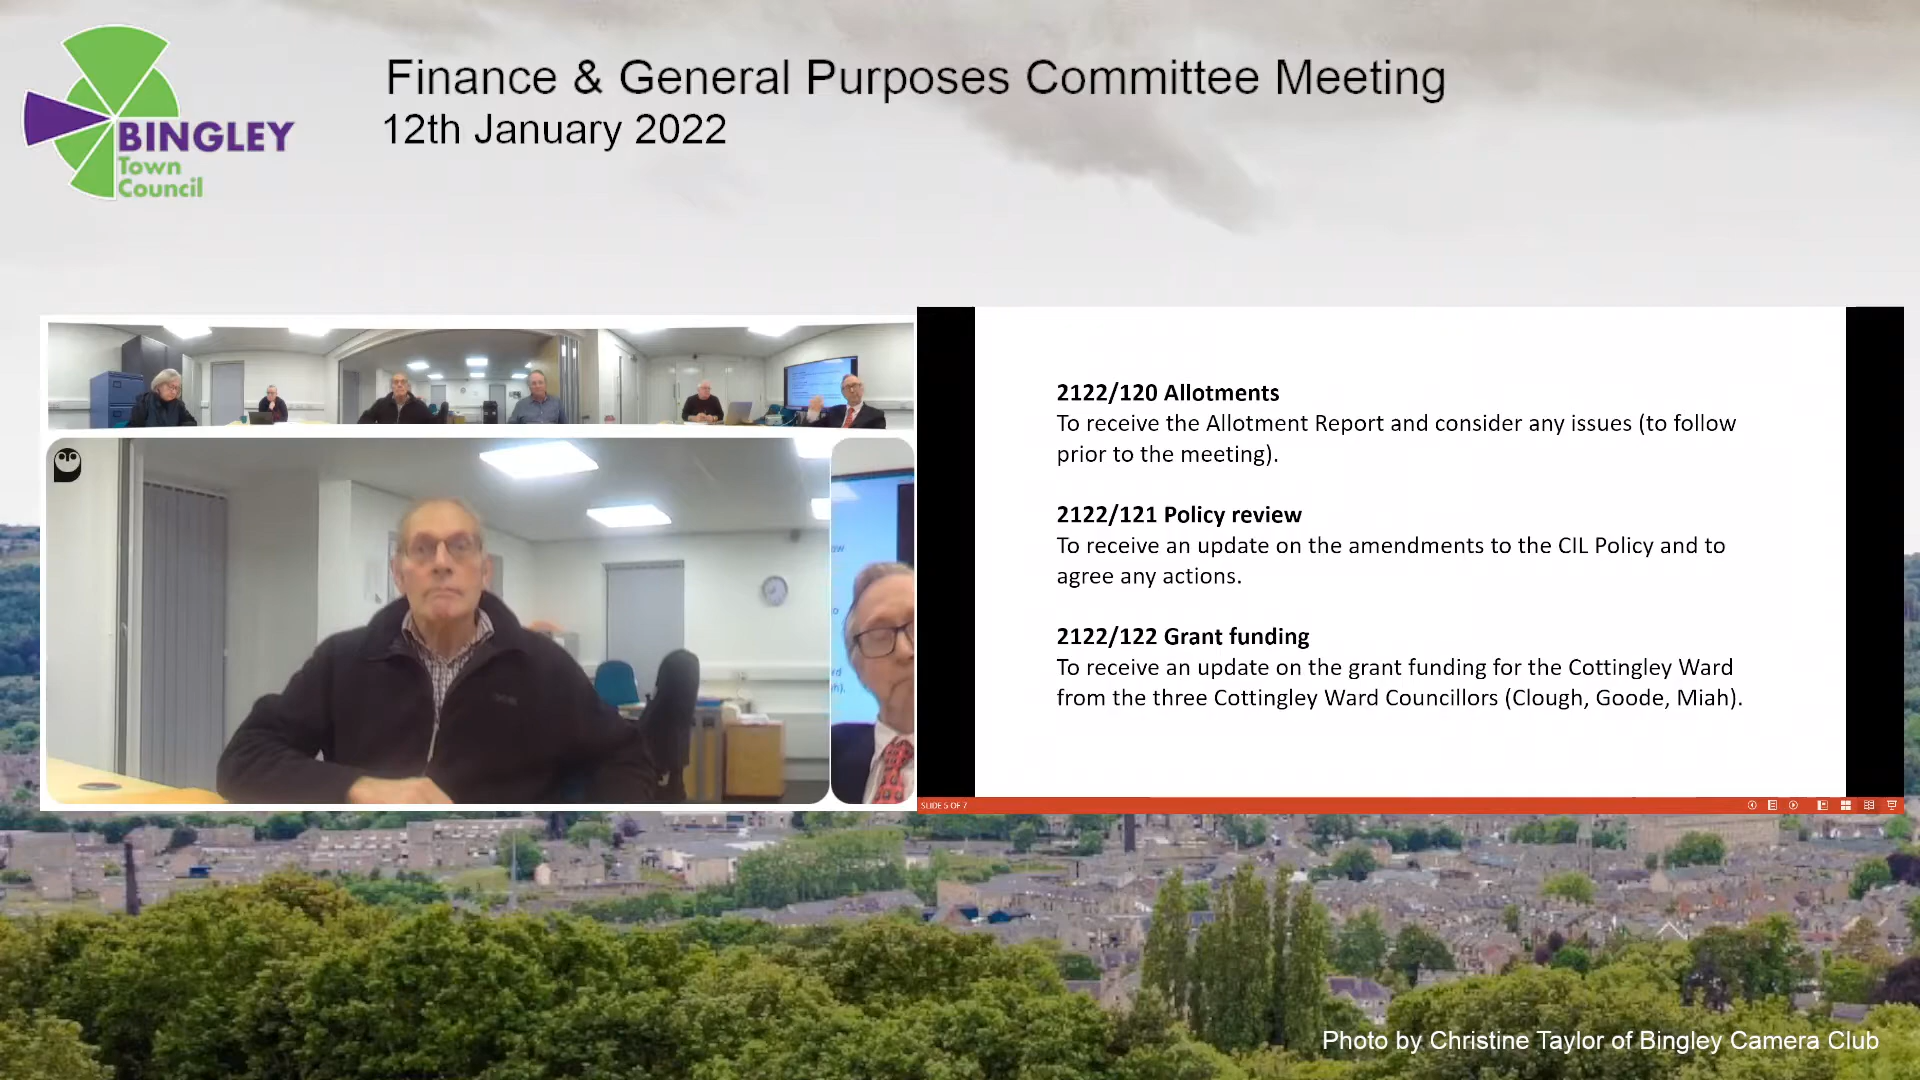 BINGLEY
Town
Council
Finance & General Purposes Committee Meeting
12th January 2022
2122/120 Allotments
To receive the Allotment Report and consider any issues (to follow
prior to the meeting).
2122/121 Policy review
To receive an update on the amendments to the CIL Policy and to
agree any actions.
2122/122 Grant funding
To receive an update on the grant funding for the Cottingley Ward
from the three Cottingley Ward Councillors (Clough, Goode, Miah).
SLIDE 5 OF 7
Photo by Christine Taylor of Bingley Camera Club